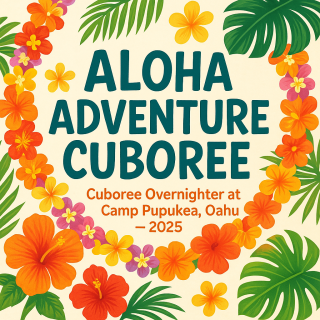 ALOHA
ADVENTURE
CUBOREE
Cuboree Overnighter at
Camp Pupukea, Oahu
— 2025